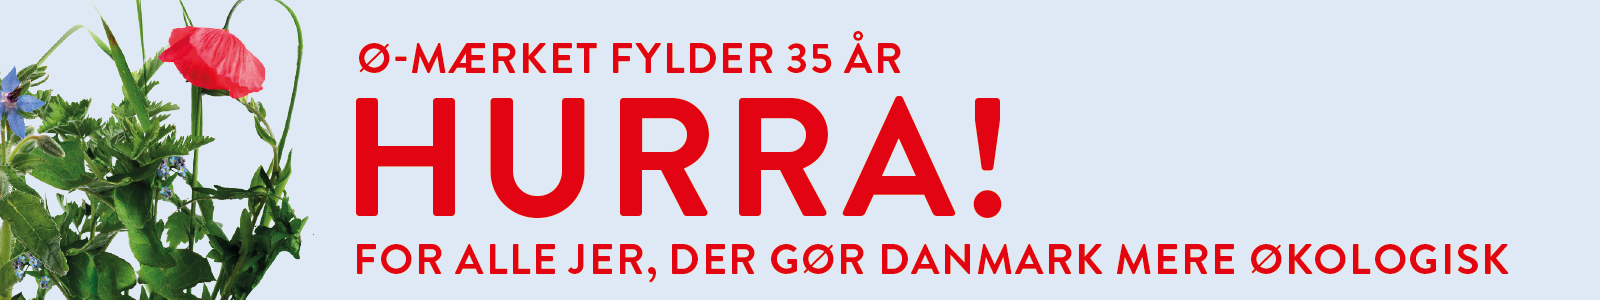 Ø-MÆRKET FYLDER 35 ÅR
HURRA!
FOR ALLE JER, DER GØR DANMARK MERE ØKOLOGISK